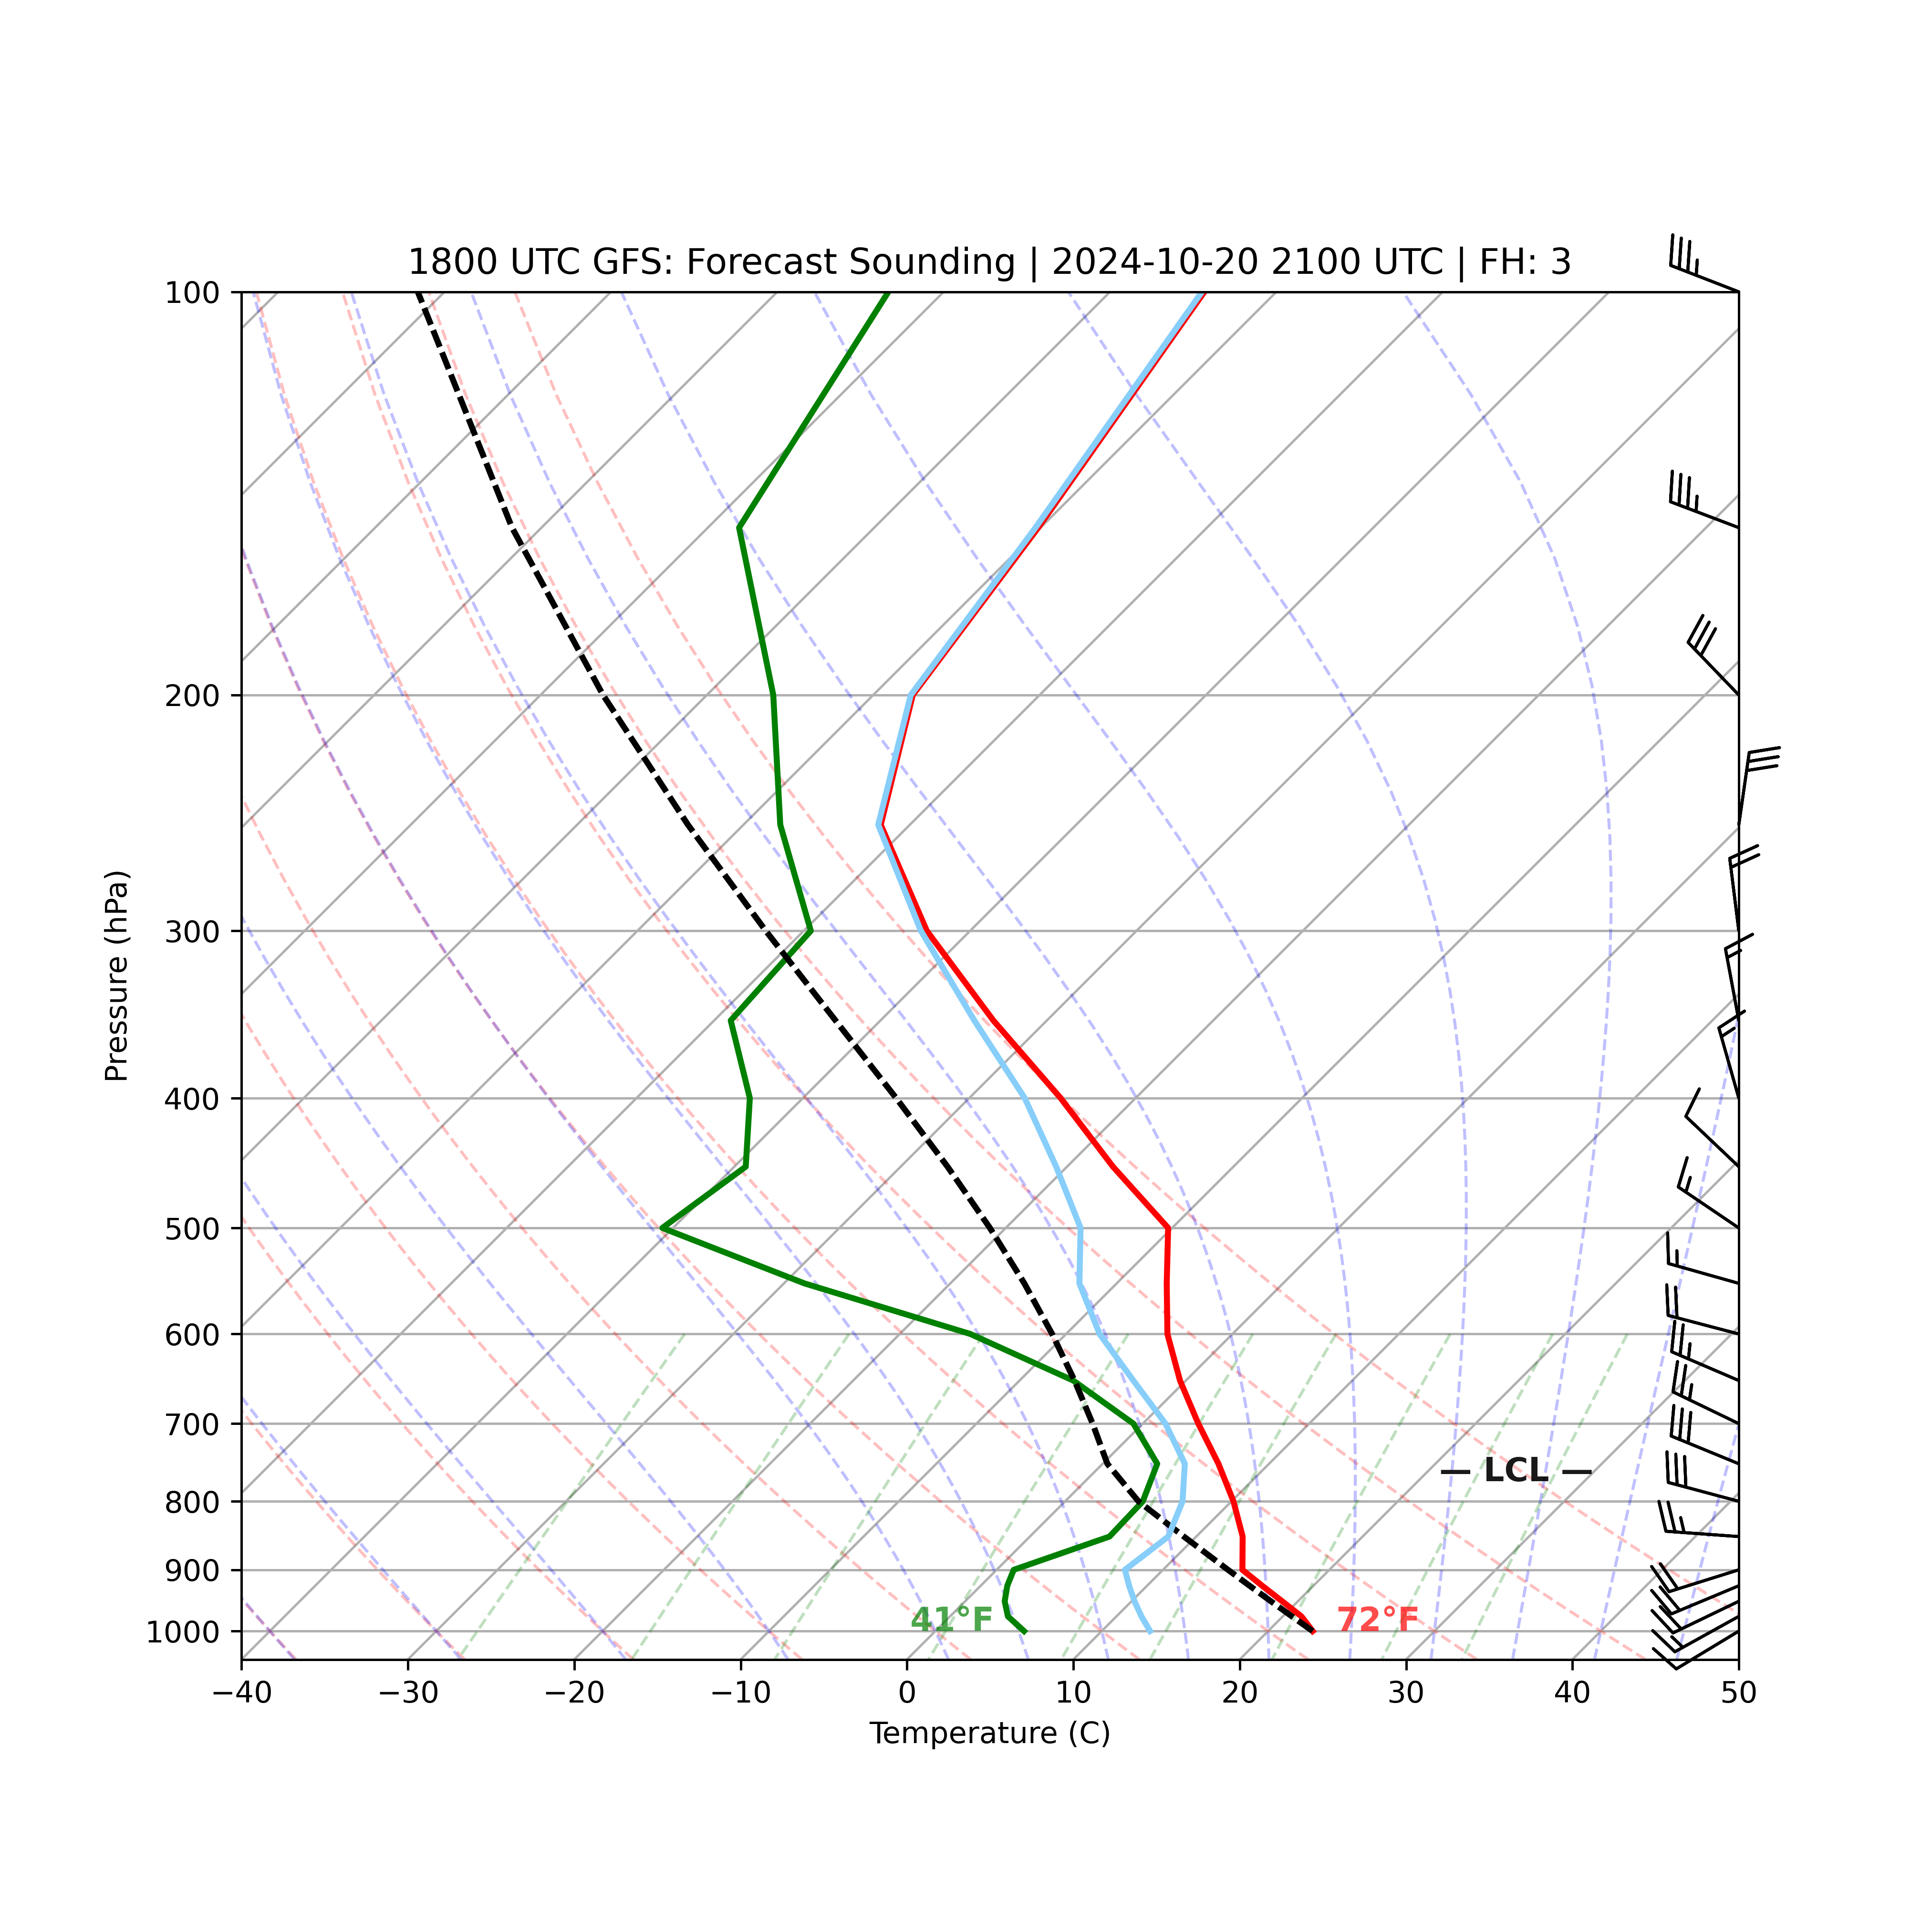 1800 UTC GFS: Forecast Sounding | 2024-10-20 2100 UTC | FH: 3
100
200
300
400
500
600
700
800
900
1000
Pressure (hPa)
— LCL —
41°F
72°F
−40 −30 −20 −10 0 10 20 30 40 50
Temperature (C)